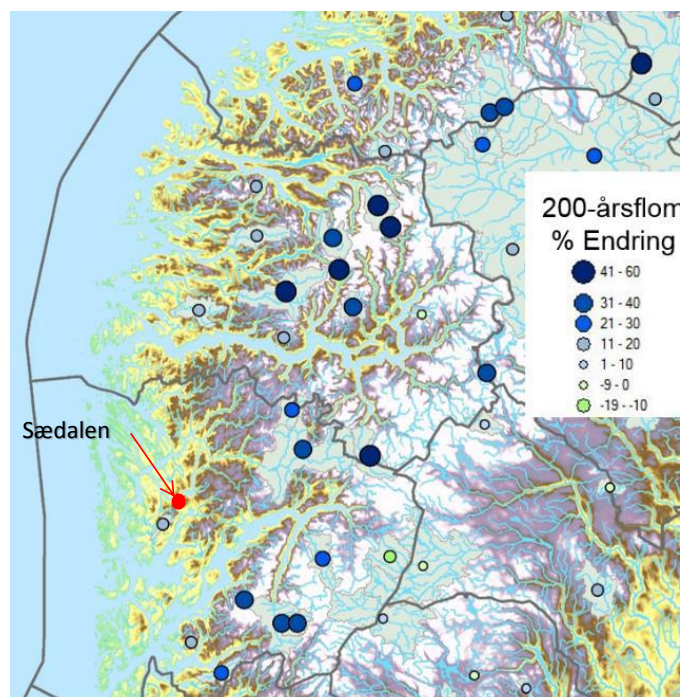 200-årsflom
% Endring
41 - 60
31 - 40
21 - 30
11 - 20
1 - 10
-9 - 0
-19 - -10
Sædalen